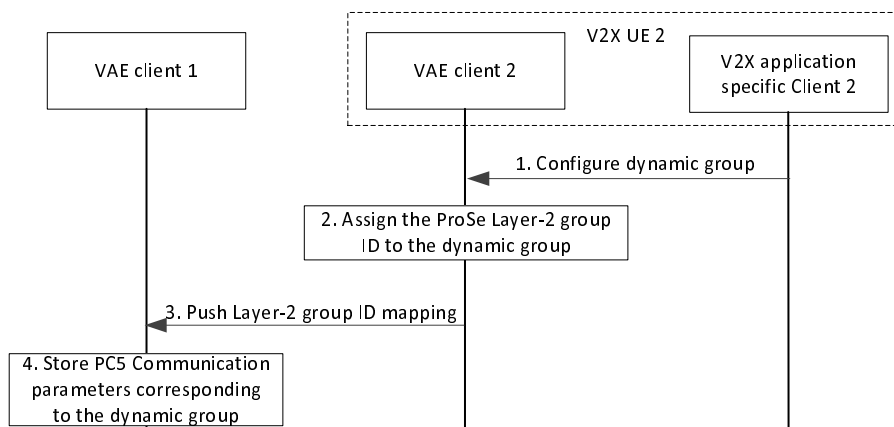 V2X UE 2
VAE client 1
VAE client 2
V2X application
specific Client 2
1. Configure dynamic group
2. Assign the ProSe Layer-2 group
ID to the dynamic group
3. Push Layer-2 group ID mapping
4. Store PC5 Communication
parameters corresponding
to the dynamic group